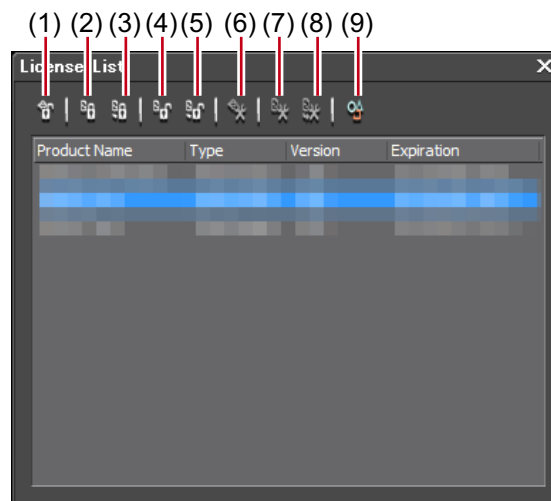 (1) (2) (3) (4) (5) (6) (7) (8) (9)
License List
Product Name Type Version Expiration